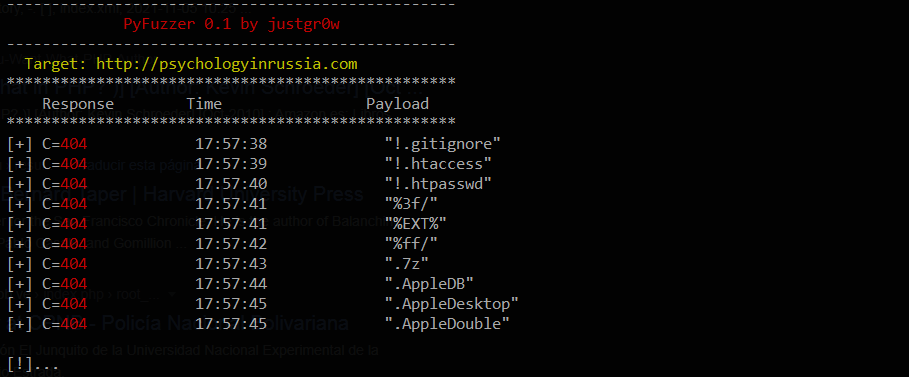 --------------------------------------------------
PyFuzzer 0.1 by justgr0w
--------------------------------------------------
Target: http://psychologyinrussia.com
**************************************************
Response Time Payload
**************************************************
[+] C=404 17:57:38 "!.gitignore"
[+] C=404 17:57:39 "!.htaccess"
[+] C=404 17:57:40 "!.htpasswd"
[+] C=404 17:57:41 "%3f/"
[+] C=404 17:57:41 "%EXT%"
[+] C=404 17:57:42 "%ff/"
[+] C=404 17:57:43 ".7z"
[+] C=404 17:57:44 ".AppleDB"
[+] C=404 17:57:45 ".AppleDesktop"
[+] C=404 17:57:45 ".AppleDouble"
[!]...